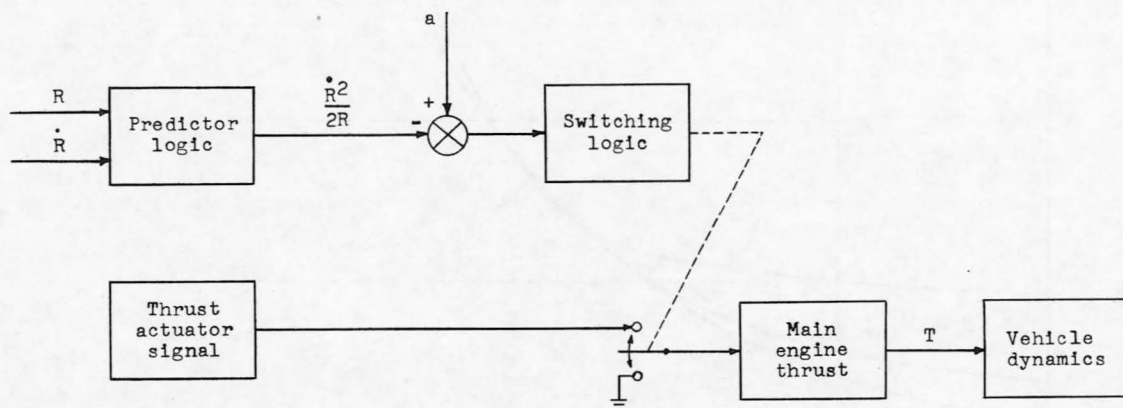 a
R
Ṙ
Predictor
logic
Ṙ²
2R
+
-
Switching
logic
Thrust
actuator
signal
Main
engine
thrust
T
Vehicle
dynamics